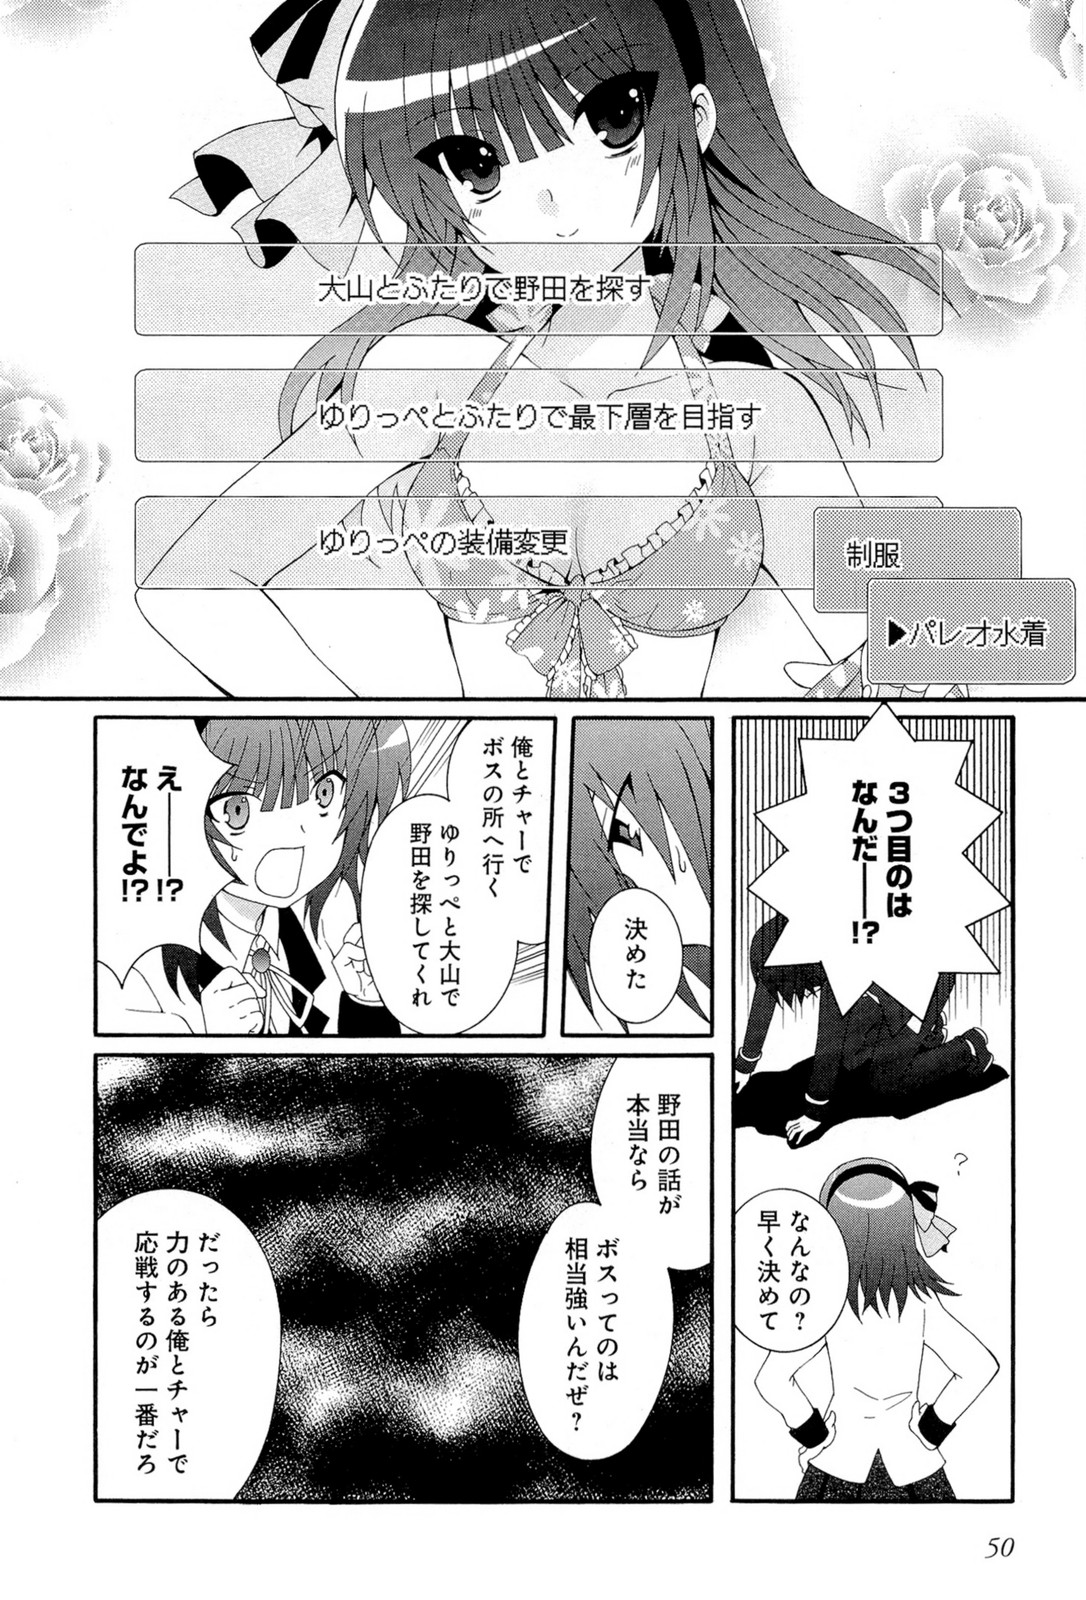 大山とふたりで野田を探す
ゆりっぺとふたりで最下層を目指す
ゆりっぺの装備変更
制服
▶パレオ水着
3つ目のは
なんだ――!?
?
なんなの?
早く決めて
決めた
俺とチャーで
ボスの所へ行く
ゆりっぺと大山で
野田を探してくれ
え――!?
なんでよ!?
野田の話が
本当なら
ボスってのは
相当強いんだぜ?
だったら
力のある俺とチャーで
応戦するのが一番だろ
50